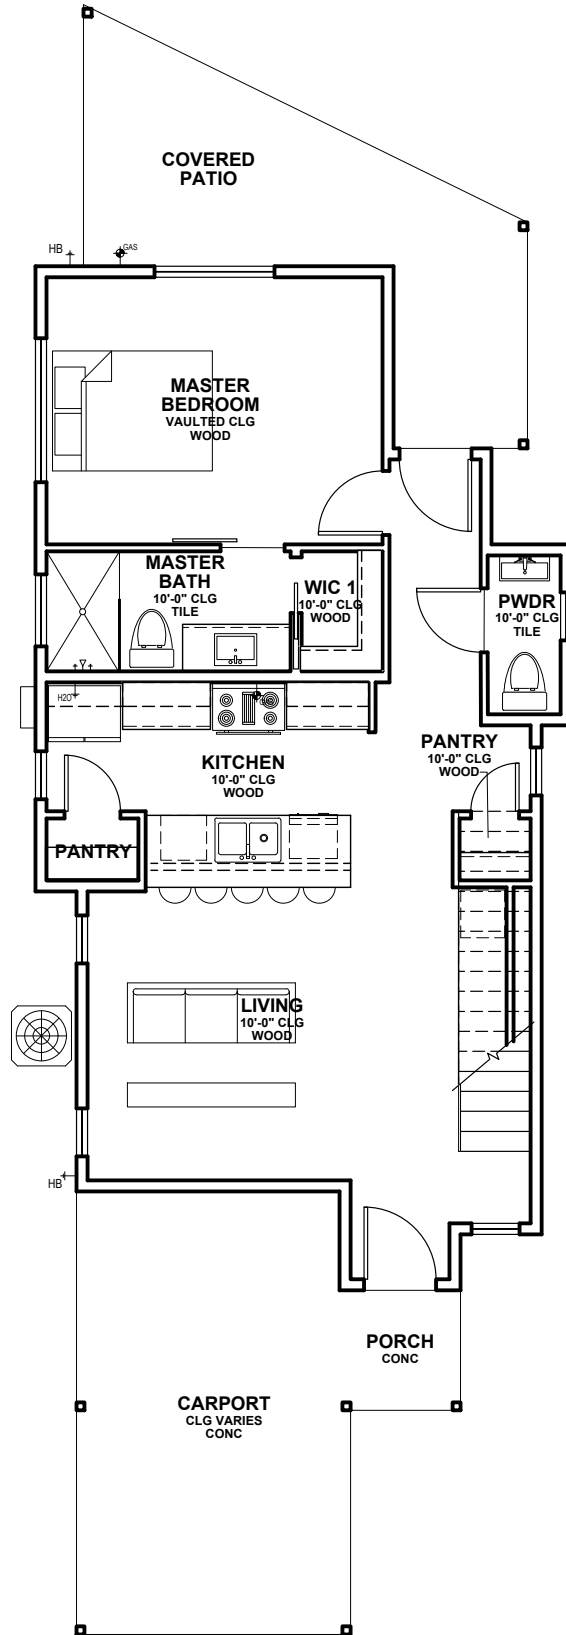 COVERED
PATIO
HB
GAS
MASTER
BEDROOM
VAULTED CLG
WOOD
MASTER
BATH
10'-0" CLG
TILE
WIC 1
10'-0" CLG
WOOD
PWDR
10'-0" CLG
TILE
H2O
KITCHEN
10'-0" CLG
WOOD
PANTRY
10'-0" CLG
WOOD
PANTRY
LIVING
10'-0" CLG
WOOD
HB
PORCH
CONC
CARPORT
CLG VARIES
CONC